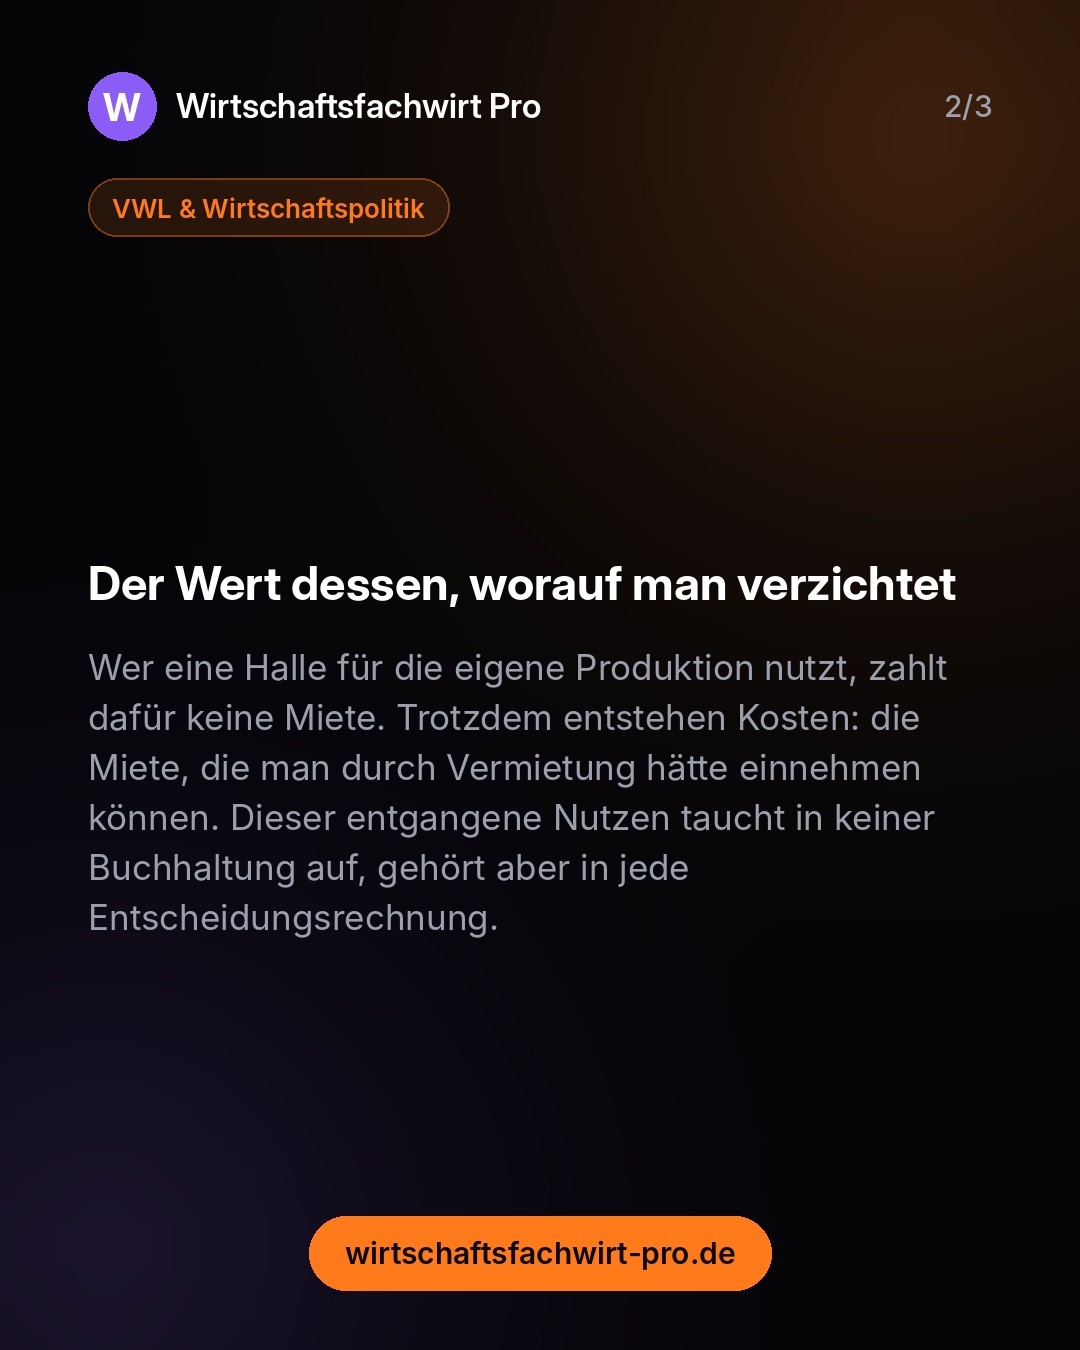 W Wirtschaftsfachwirt Pro 2/3
VWL & Wirtschaftspolitik
Der Wert dessen, worauf man verzichtet
Wer eine Halle für die eigene Produktion nutzt, zahlt
dafür keine Miete. Trotzdem entstehen Kosten: die
Miete, die man durch Vermietung hätte einnehmen
können. Dieser entgangene Nutzen taucht in keiner
Buchhaltung auf, gehört aber in jede
Entscheidungsrechnung.
wirtschaftsfachwirt-pro.de